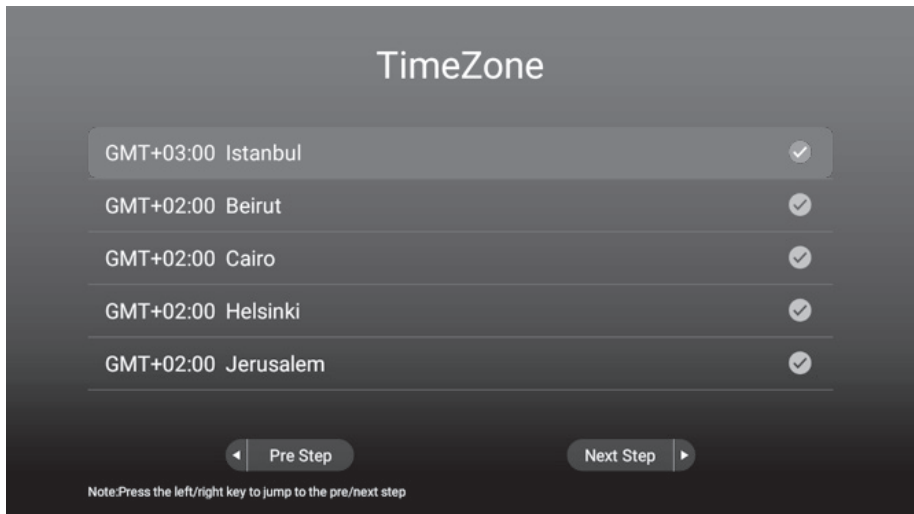 TimeZone
GMT+03:00 Istanbul
GMT+02:00 Beirut
GMT+02:00 Cairo
GMT+02:00 Helsinki
GMT+02:00 Jerusalem
Pre Step
Next Step
Note:Press the left/right key to jump to the pre/next step